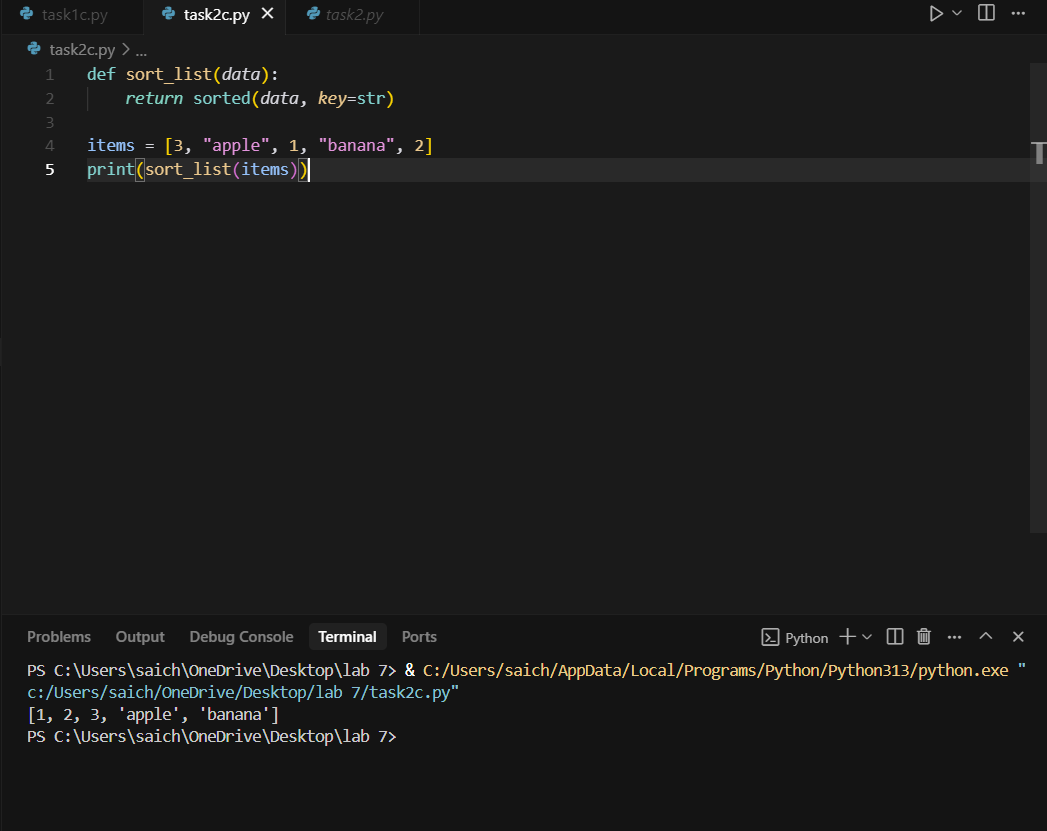 task1c.py task2c.py task2.py
task2c.py > ...
1 def sort_list(data):
2     return sorted(data, key=str)
3
4 items = [3, "apple", 1, "banana", 2]
5 print(sort_list(items))
Problems Output Debug Console Terminal Ports Python
PS C:\Users\saich\OneDrive\Desktop\lab 7> & C:/Users/saich/AppData/Local/Programs/Python/Python313/python.exe "
c:/Users/saich/OneDrive/Desktop/lab 7/task2c.py"
[1, 2, 3, 'apple', 'banana']
PS C:\Users\saich\OneDrive\Desktop\lab 7>